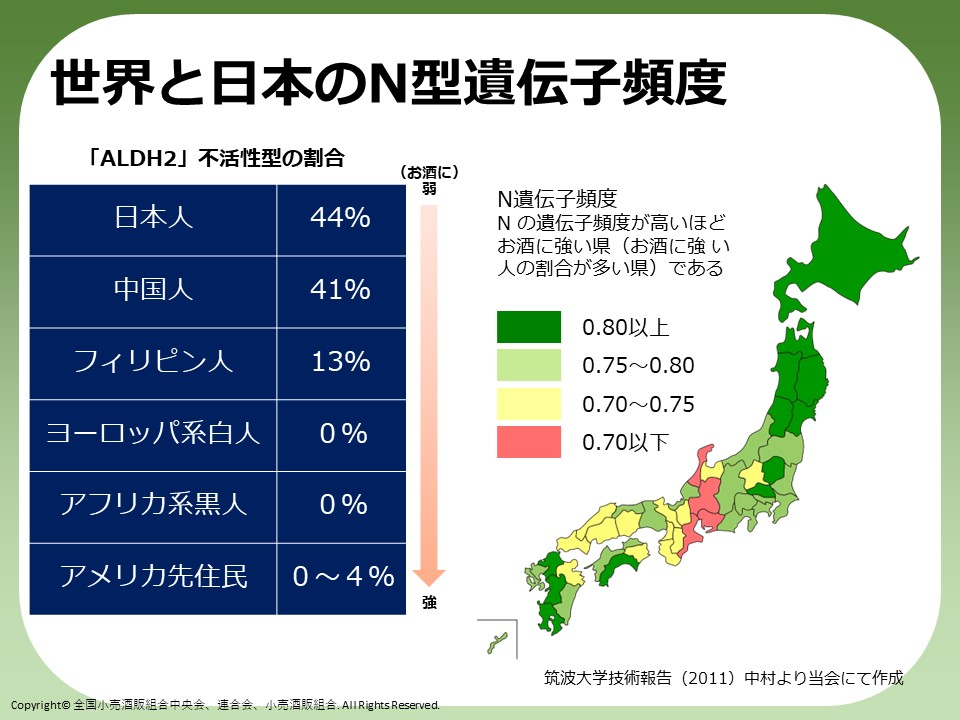 世界と日本のN型遺伝子頻度
「ALDH2」不活性型の割合
(お酒に)
弱
日本人 44%
中国人 41%
フィリピン人 13%
ヨーロッパ系白人 0%
アフリカ系黒人 0%
アメリカ先住民 0～4%
強
N遺伝子頻度
N の遺伝子頻度が高いほど
お酒に強い県（お酒に強 い
人の割合が多い県）である
0.80以上
0.75～0.80
0.70～0.75
0.70以下
筑波大学技術報告（2011）中村より当会にて作成
Copyright© 全国小売酒販組合中央会、連合会、小売酒販組合. All Rights Reserved.